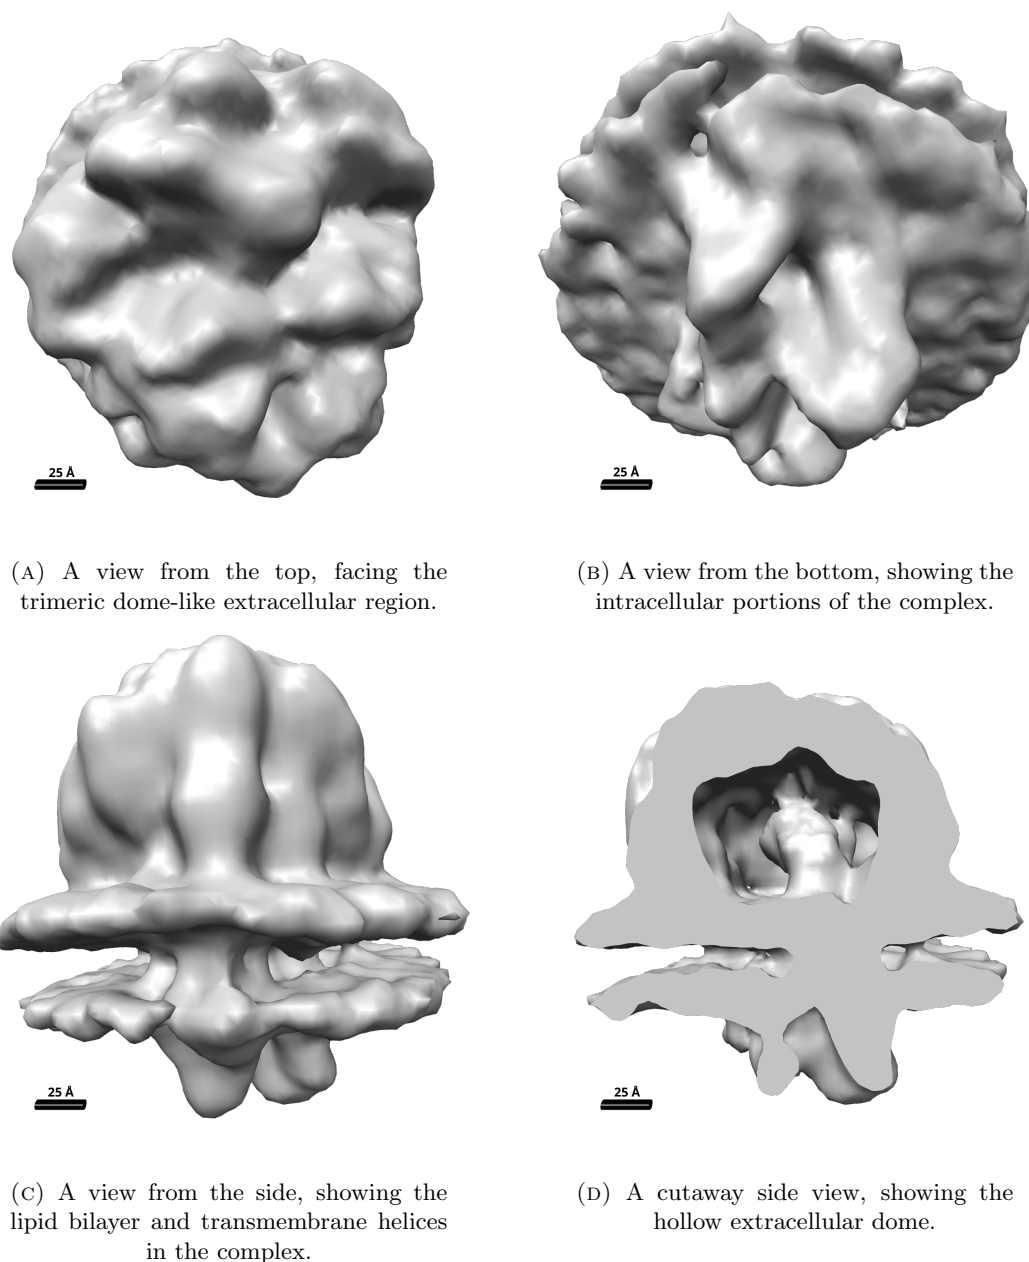 25 Å
25 Å
(A) A view from the top, facing the
trimeric dome-like extracellular region.
(B) A view from the bottom, showing the
intracellular portions of the complex.
25 Å
25 Å
(C) A view from the side, showing the
lipid bilayer and transmembrane helices
in the complex.
(D) A cutaway side view, showing the
hollow extracellular dome.